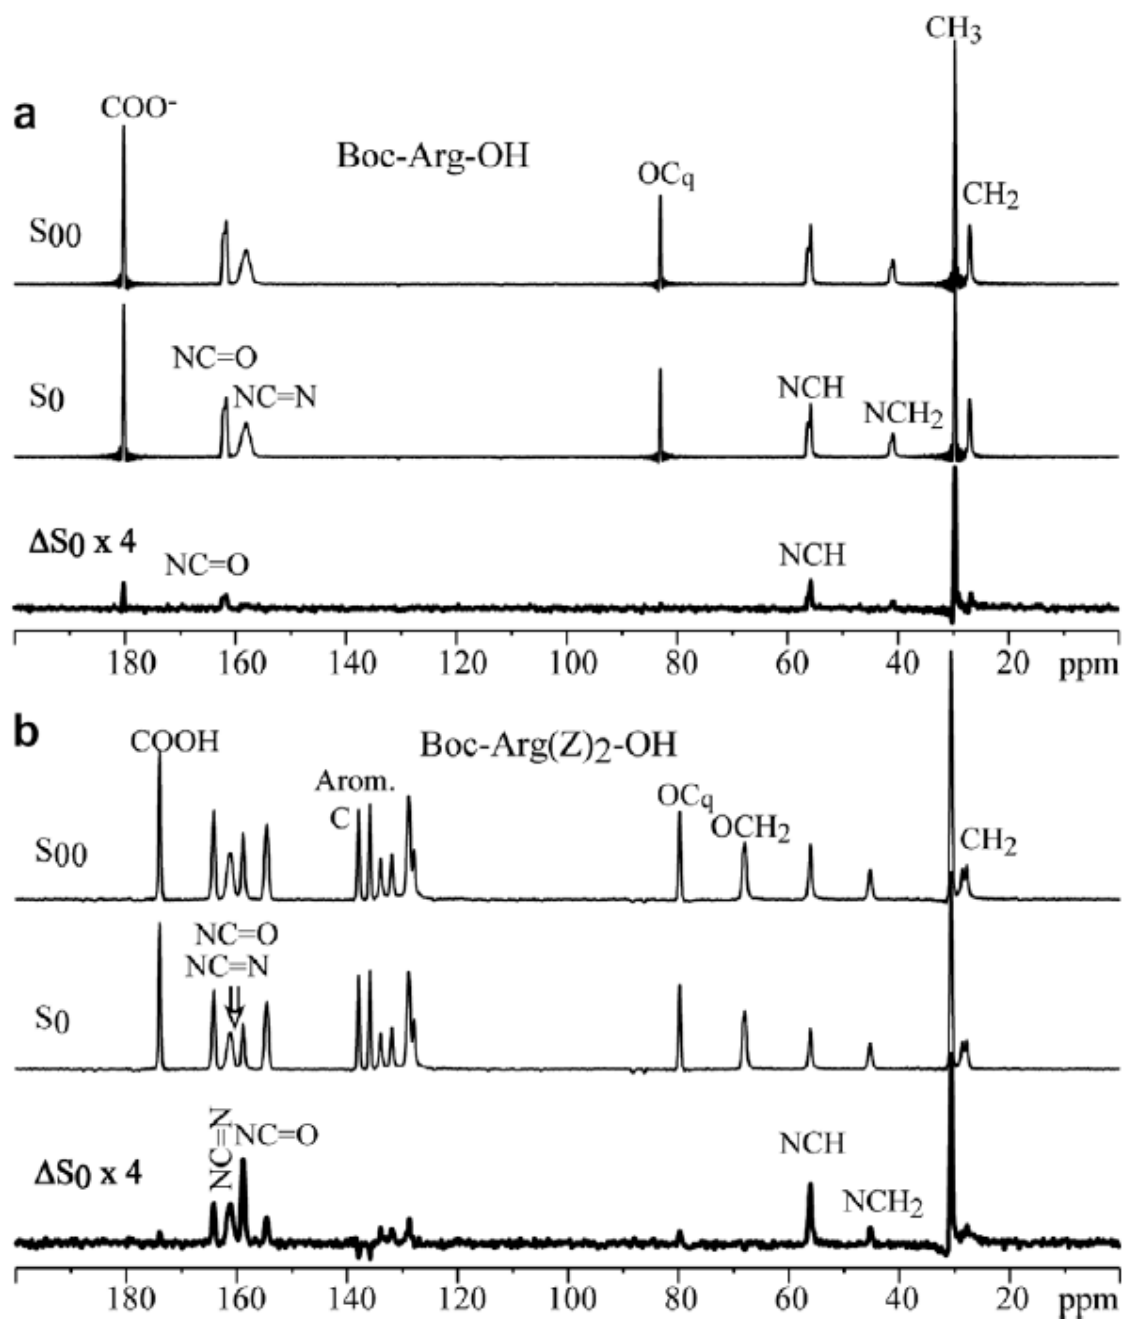 CH3
a
COO-
Boc-Arg-OH
OCq
CH2
S00
NC=O
NC=N
S0
NCH
NCH2
ΔS0 x 4
NC=O
NCH
180 160 140 120 100 80 60 40 20 ppm
b
COOH
Boc-Arg(Z)2-OH
Arom.
C
OCq
OCH2
CH2
S00
NC=O
NC=N
S0
NC=N
NC=O
NCH
NCH2
ΔS0 x 4
180 160 140 120 100 80 60 40 20 ppm